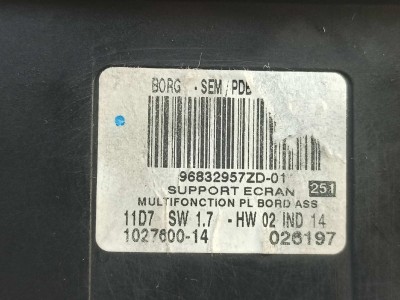 BORG - SEM/PDB
96832957ZD-01
SUPPORT ECRAN 251
MULTIFONCTION PL BORD ASS
11D7 SW 1.7 - HW 02 IND 14
1027600-14 026197